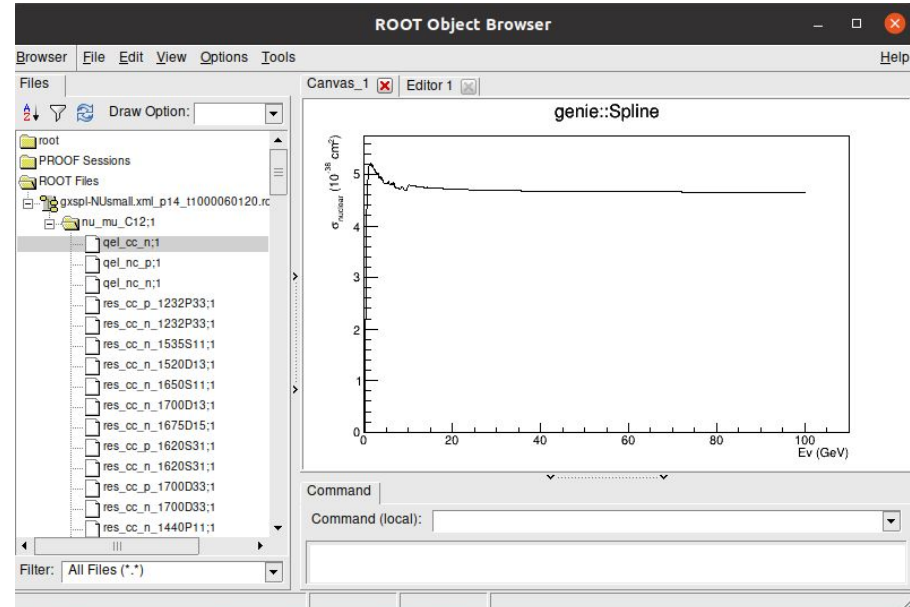 ROOT Object Browser
Browser File Edit View Options Tools Help
Files
Draw Option:
root
PROOF Sessions
ROOT Files
gxspl-NUsmall.xml_p14_t1000060120.rc
nu_mu_C12;1
qel_cc_n;1
qel_nc_p;1
qel_nc_n;1
res_cc_p_1232P33;1
res_cc_n_1232P33;1
res_cc_n_1535S11;1
res_cc_n_1520D13;1
res_cc_n_1650S11;1
res_cc_n_1700D13;1
res_cc_n_1675D15;1
res_cc_p_1620S31;1
res_cc_n_1620S31;1
res_cc_p_1700D33;1
res_cc_n_1700D33;1
res_cc_n_1440P11;1
Filter: All Files (*.*)
Canvas_1 Editor 1
genie::Spline
σnuclear (10-38 cm2)
5
4
3
2
1
0
0 20 40 60 80 100
Ev (GeV)
Command
Command (local):